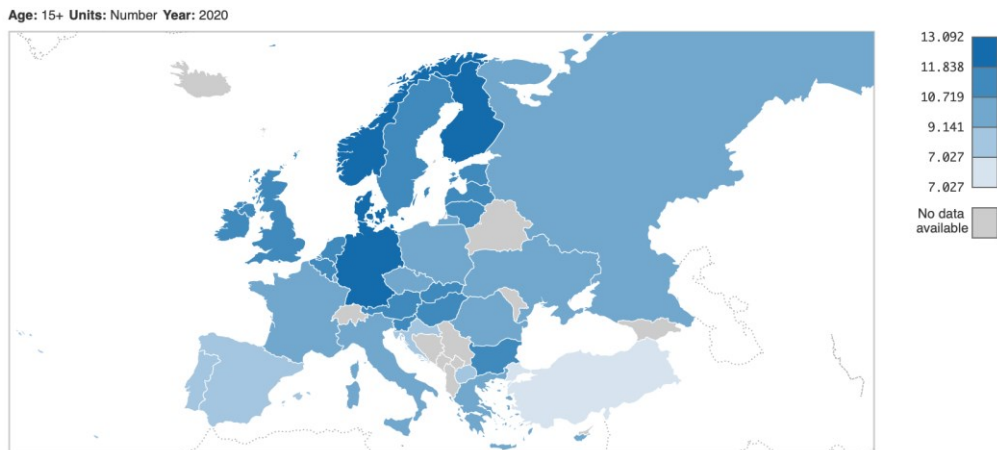 Age: 15+ Units: Number Year: 2020
13.092
11.838
10.719
9.141
7.027
7.027
No data
available